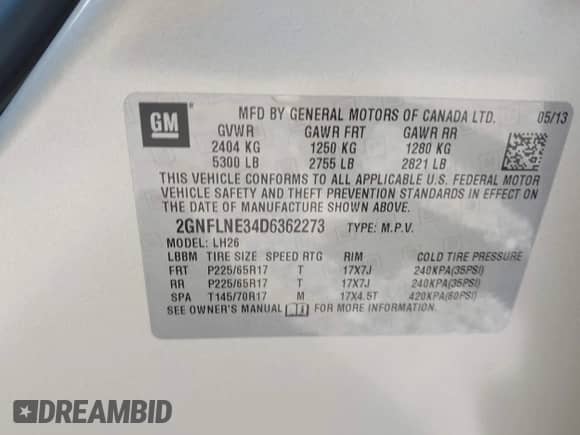 GM
MFD BY GENERAL MOTORS OF CANADA LTD. 05/13
GVWR GAWR FRT GAWR RR
2404 KG 1250 KG 1280 KG
5300 LB 2755 LB 2821 LB
THIS VEHICLE CONFORMS TO ALL APPLICABLE U.S. FEDERAL MOTOR
VEHICLE SAFETY AND THEFT PREVENTION STANDARDS IN EFFECT ON
THE DATE OF MANUFACTURE SHOWN ABOVE.
2GNFLNE34D6362273 TYPE: M.P.V.
MODEL: LH26
LBBM TIRE SIZE SPEED RTG RIM COLD TIRE PRESSURE
FRT P225/65R17 T 17X7J 240KPA(35PSI)
RR P225/65R17 T 17X7J 240KPA(35PSI)
SPA T145/70R17 M 17X4.5T 420KPA(60PSI)
SEE OWNER'S MANUAL FOR MORE INFORMATION.
DREAMBID